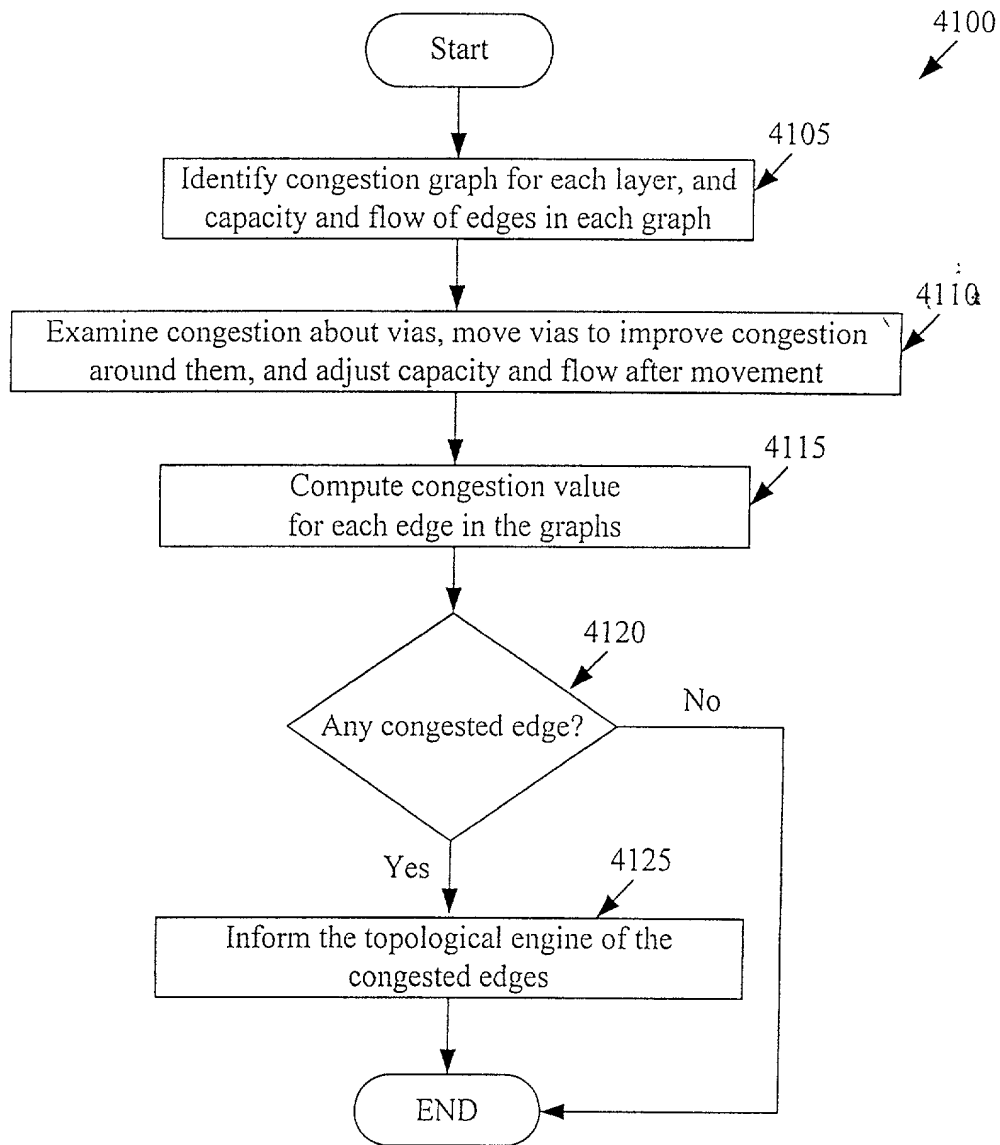 4100
Start
4105
Identify congestion graph for each layer, and
capacity and flow of edges in each graph
4110
Examine congestion about vias, move vias to improve congestion
around them, and adjust capacity and flow after movement
4115
Compute congestion value
for each edge in the graphs
4120
Any congested edge?
No
Yes
4125
Inform the topological engine of the
congested edges
END